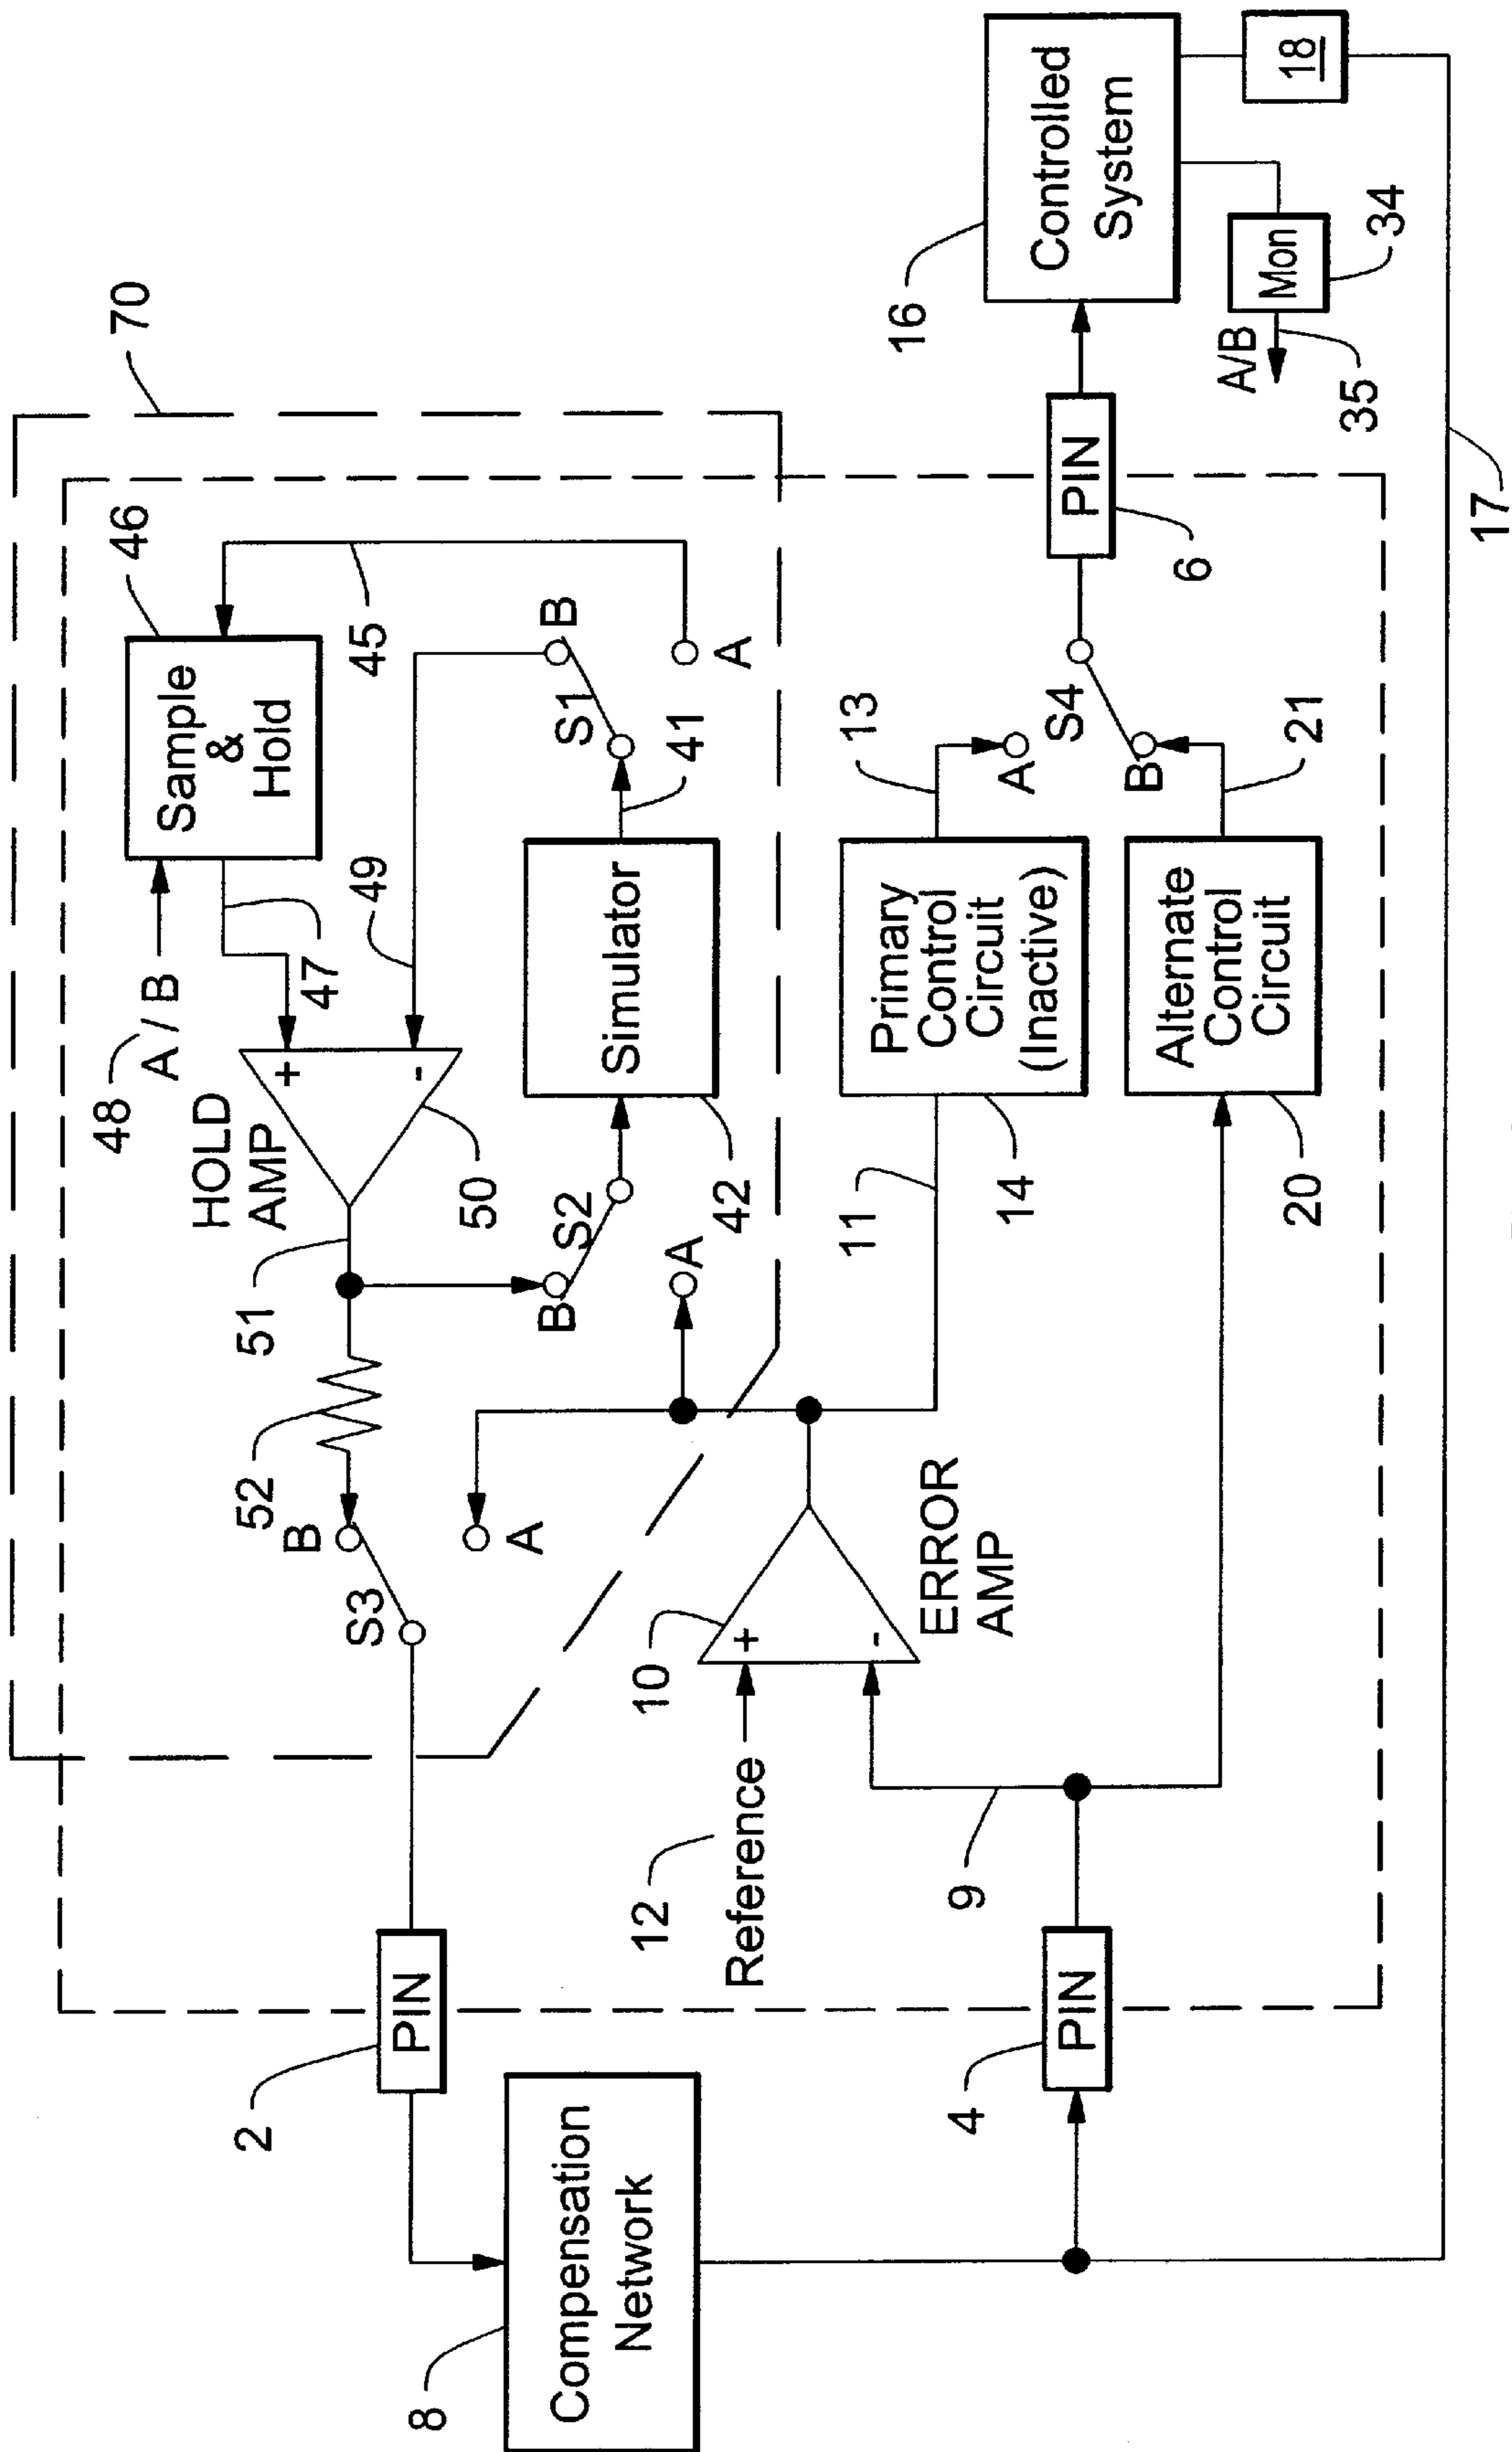 70
46
Sample
&
Hold
48
A / B
47
45
HOLD
AMP
+
-
50
49
51
52
B
S3
A
B
S2
A
B
S1
A
41
Simulator
42
2
PIN
8
Compensation
Network
10
+
-
ERROR
AMP
12
Reference
9
4
PIN
11
Primary
Control
Circuit
(Inactive)
14
13
A
S4
B
21
Alternate
Control
Circuit
20
PIN
6
16
Controlled
System
18
Mon
34
A/B
35
17